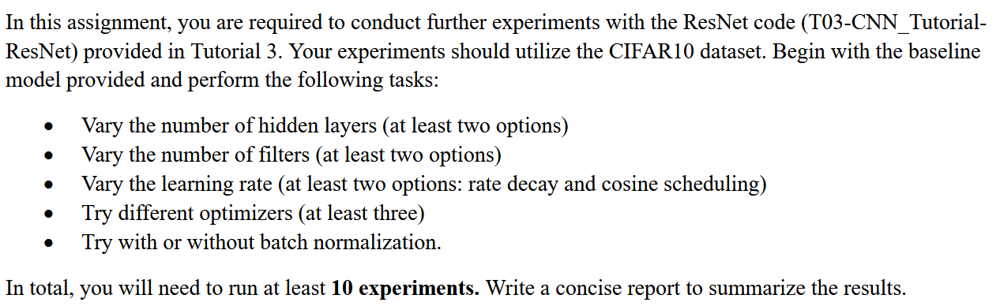 In this assignment, you are required to conduct further experiments with the ResNet code (T03-CNN_Tutorial-
ResNet) provided in Tutorial 3. Your experiments should utilize the CIFAR10 dataset. Begin with the baseline
model provided and perform the following tasks:
• Vary the number of hidden layers (at least two options)
• Vary the number of filters (at least two options)
• Vary the learning rate (at least two options: rate decay and cosine scheduling)
• Try different optimizers (at least three)
• Try with or without batch normalization.
In total, you will need to run at least 10 experiments. Write a concise report to summarize the results.